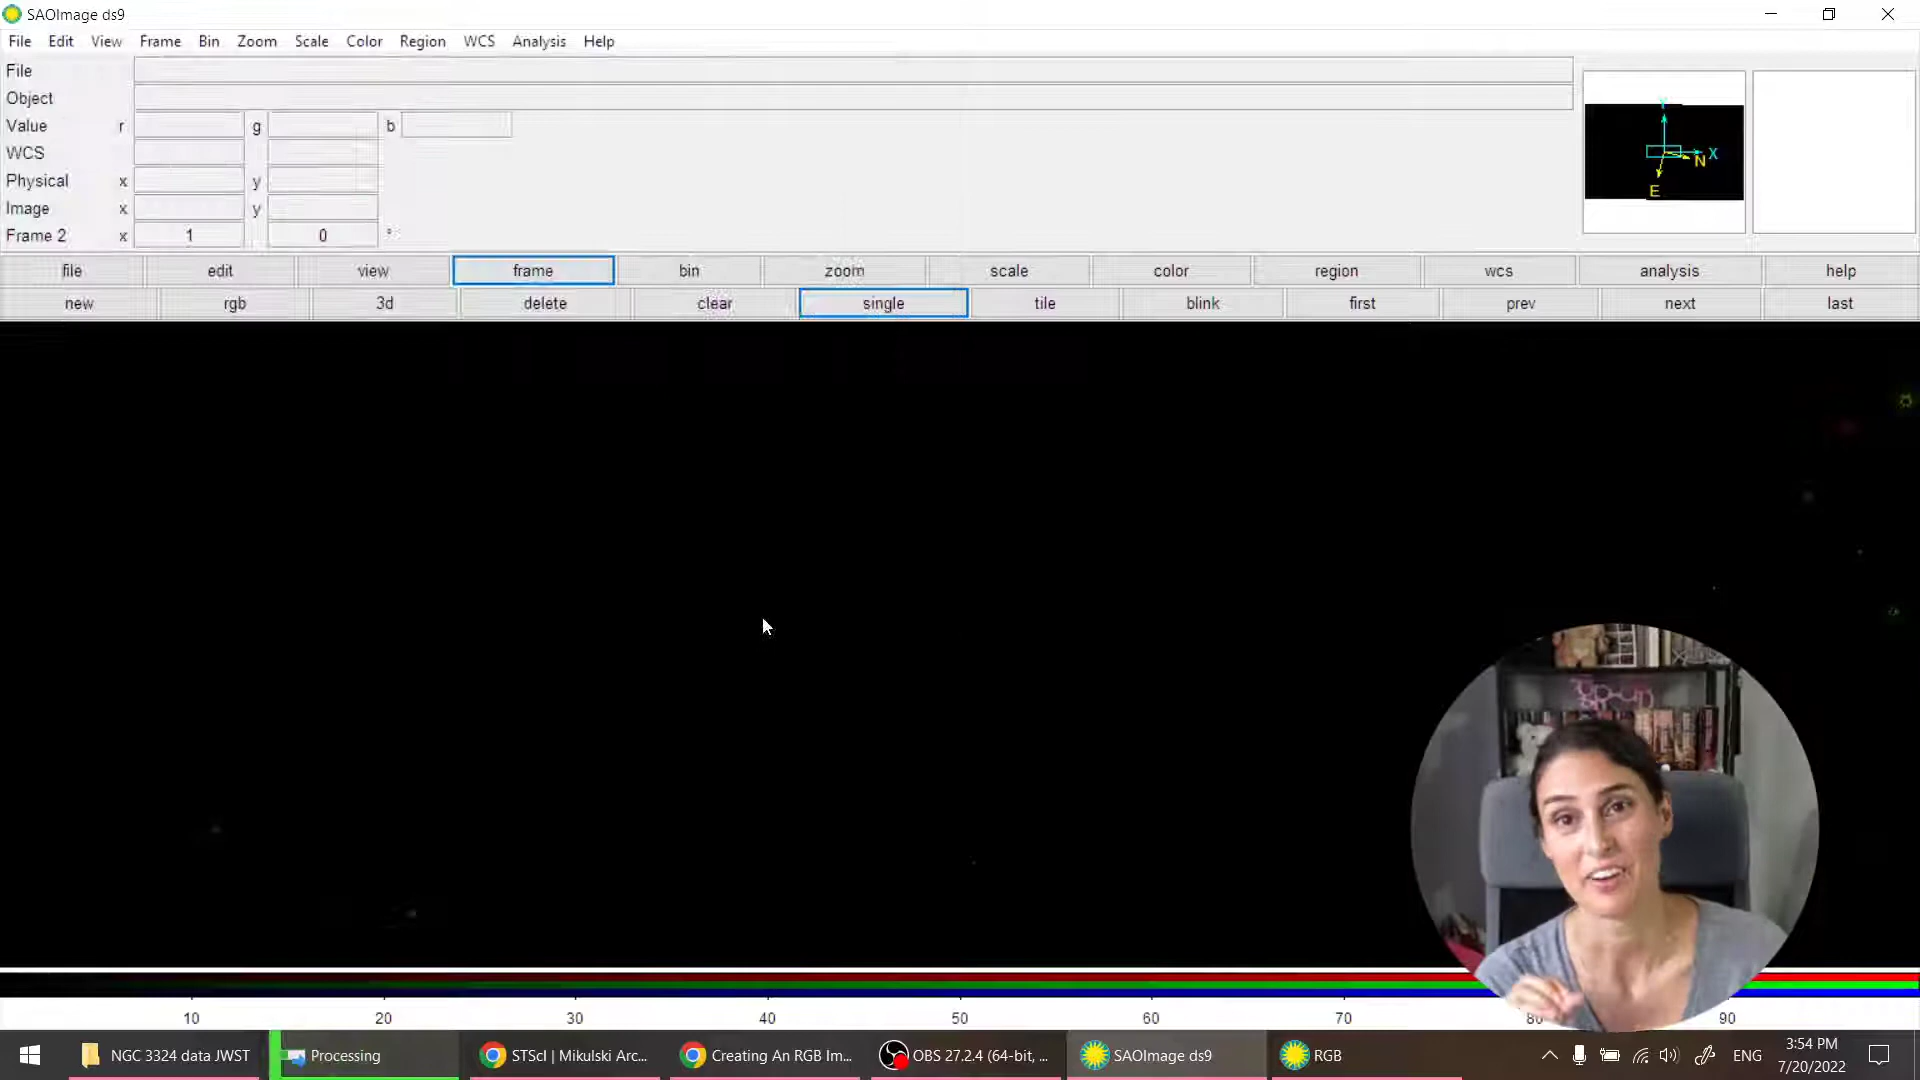 SAOImage ds9
File Edit View Frame Bin Zoom Scale Color Region WCS Analysis Help
File
Object
Value r g b
WCS
Physical x y
Image x y
Frame 2 x 1 0 °
Y
X
N
E
file edit view frame bin zoom scale color region wcs analysis help
new rgb 3d delete clear single tile blink first prev next last
10 20 30 40 50 60 70 80 90
NGC 3324 data JWST
Processing
STScI | Mikulski Arc...
Creating An RGB Im...
OBS 27.2.4 (64-bit, ...
SAOImage ds9
RGB
ENG
3:54 PM
7/20/2022